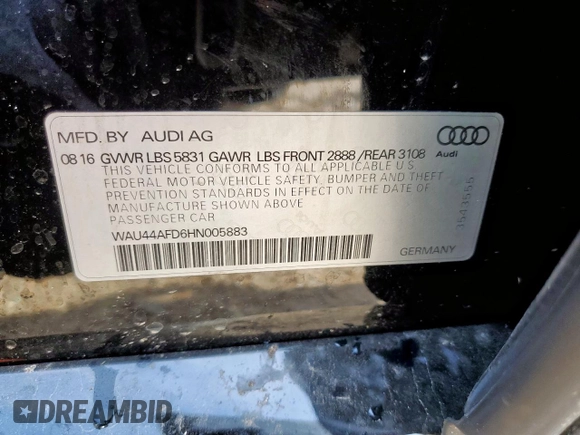 MFD. BY AUDI AG
Audi
08 16 GVWR LBS 5831 GAWR LBS FRONT 2888 / REAR 3108
THIS VEHICLE CONFORMS TO ALL APPLICABLE U S
FEDERAL MOTOR VEHICLE SAFETY, BUMPER AND THEFT
PREVENTION STANDARDS IN EFFECT ON THE DATE OF
MANUFACTURE SHOWN ABOVE
PASSENGER CAR
WAU44AFD6HN005883
GERMANY
3543555
DREAMBID